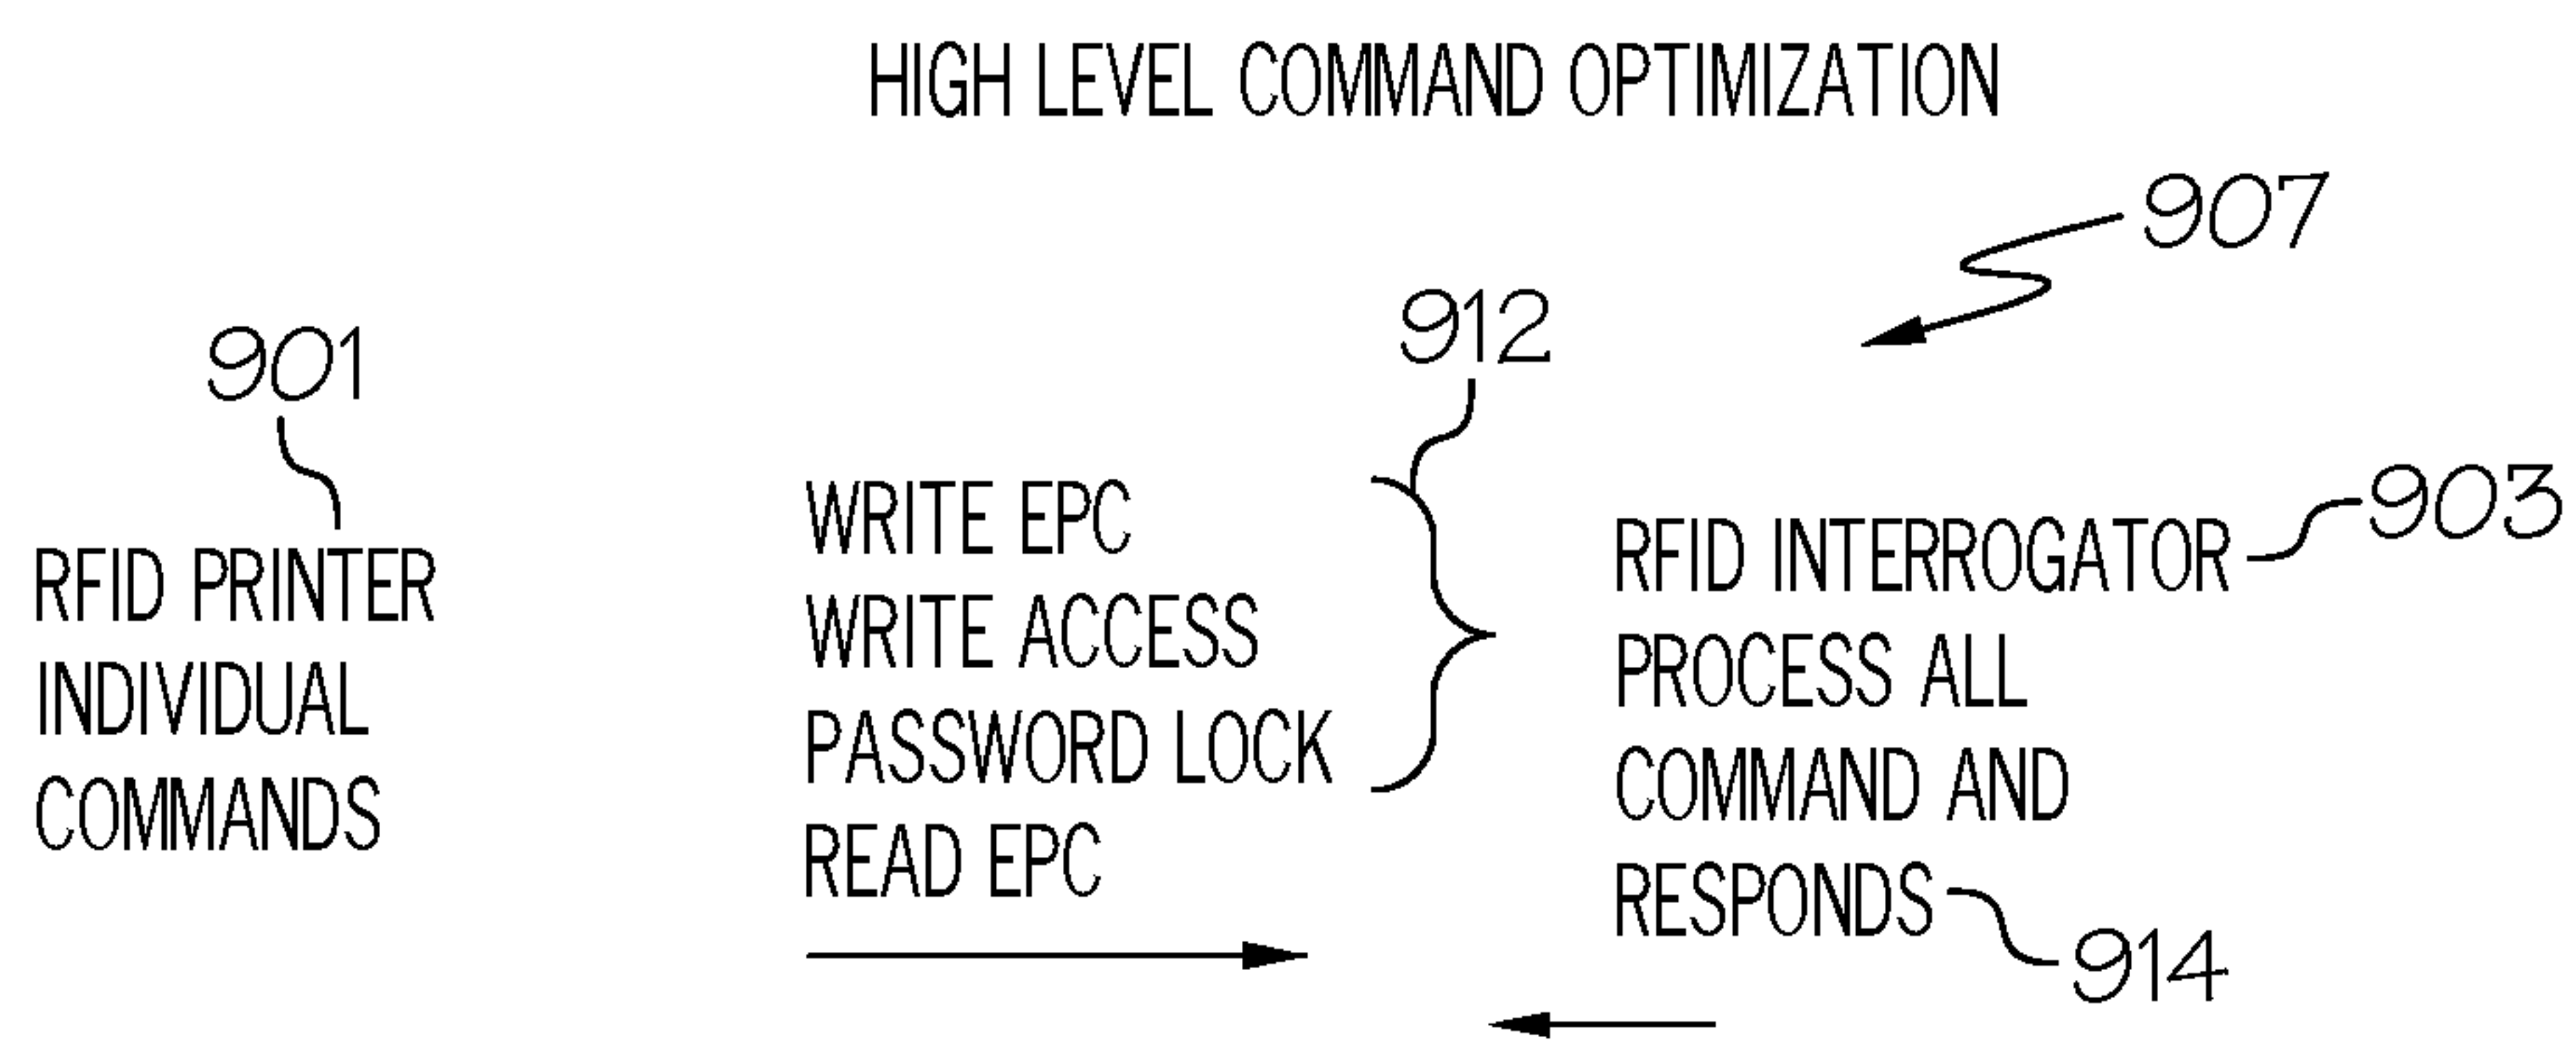 HIGH LEVEL COMMAND OPTIMIZATION
907
912
901
903
RFID PRINTER
INDIVIDUAL
COMMANDS
WRITE EPC
WRITE ACCESS
PASSWORD LOCK
READ EPC
RFID INTERROGATOR
PROCESS ALL
COMMAND AND
RESPONDS
914